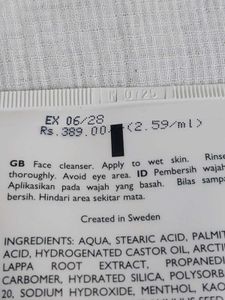 EX 06/28
Rs.389.00 (2.59/ml)
GB Face cleanser. Apply to wet skin. Rinse
thoroughly. Avoid eye area. ID Pembersih wajah
Aplikasikan pada wajah yang basah. Bilas sampa
bersih. Hindari area sekitar mata.
Created in Sweden
INGREDIENTS: AQUA, STEARIC ACID, PALMIT
ACID, HYDROGENATED CASTOR OIL, ARCTI
LAPPA ROOT EXTRACT, PROPANED
CARBOMER, HYDRATED SILICA, POLYSORB
20, SODIUM HYDROXIDE, MENTHOL, KAO
SEED